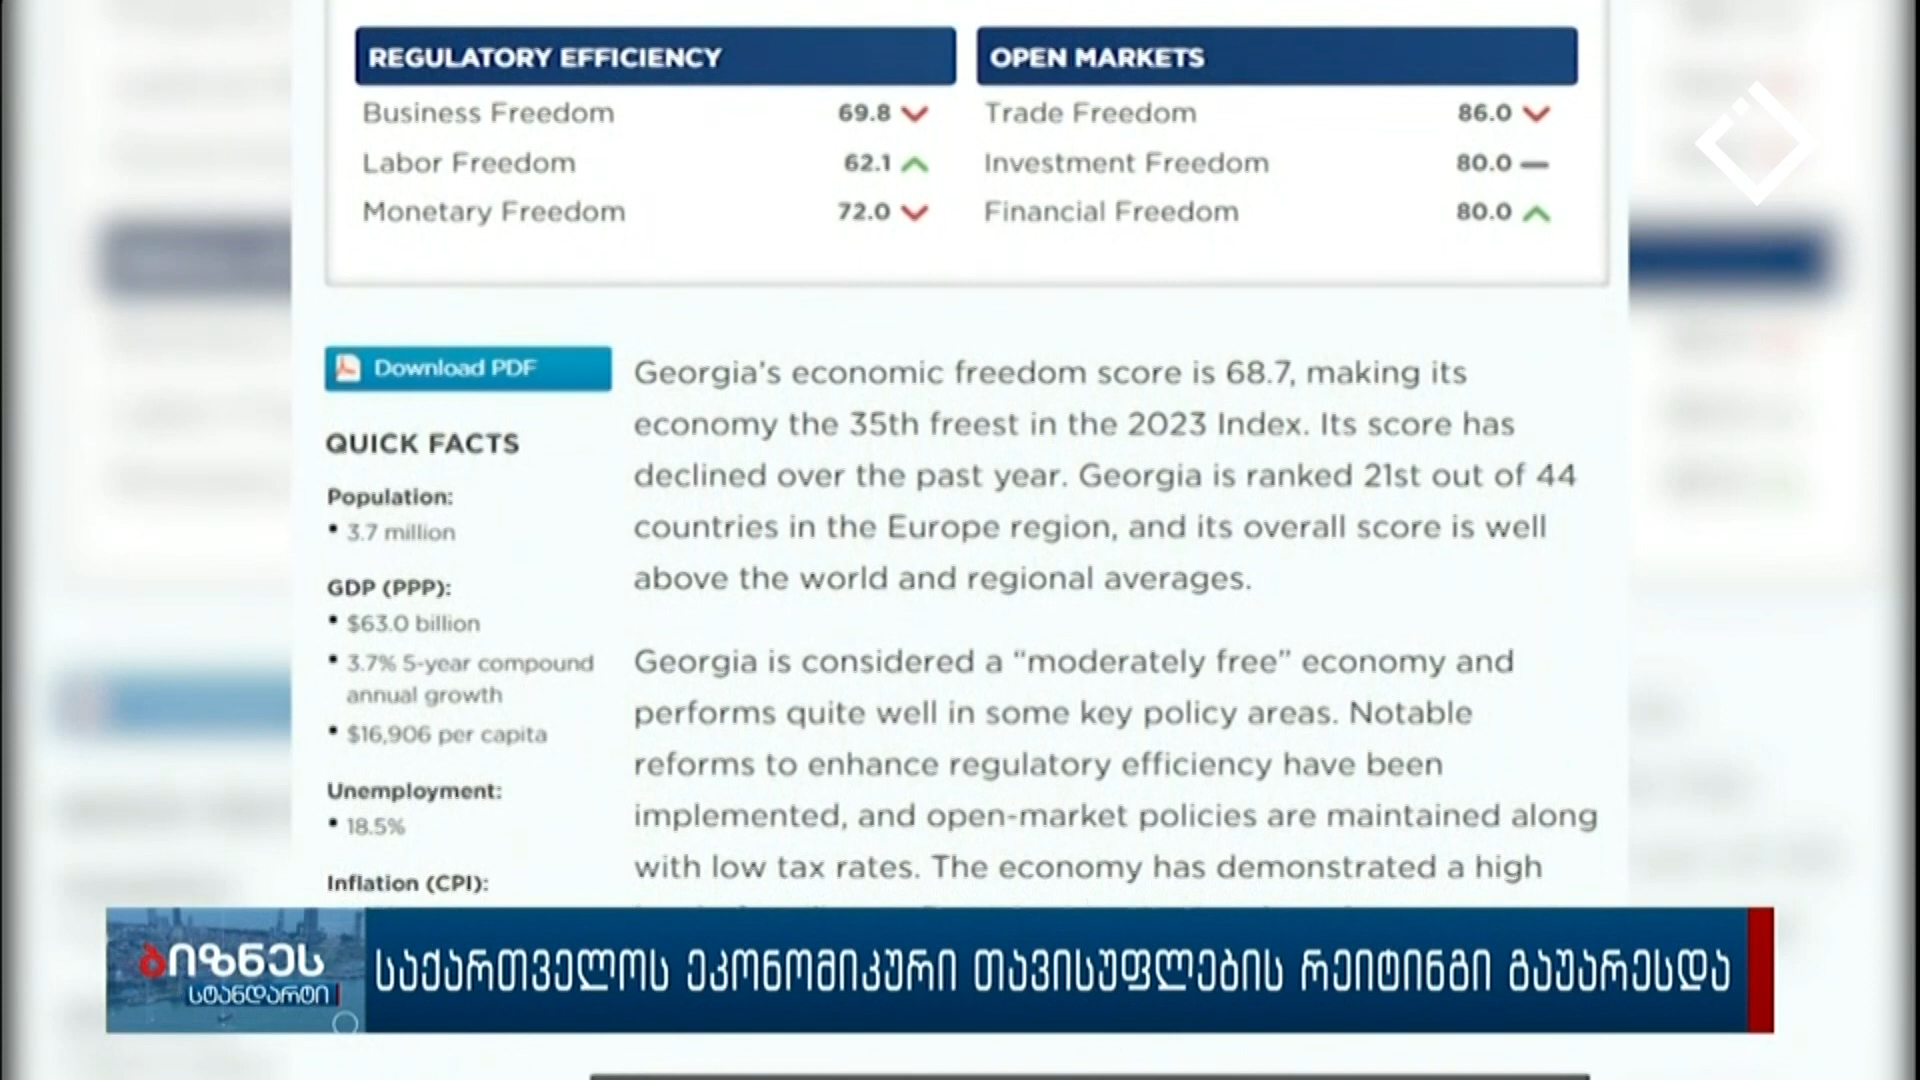 REGULATORY EFFICIENCY
Business Freedom 69.8
Labor Freedom 62.1
Monetary Freedom 72.0
OPEN MARKETS
Trade Freedom 86.0
Investment Freedom 80.0
Financial Freedom 80.0
Download PDF
QUICK FACTS
Population:
• 3.7 million
GDP (PPP):
• $63.0 billion
• 3.7% 5-year compound
annual growth
• $16,906 per capita
Unemployment:
• 18.5%
Inflation (CPI):
Georgia's economic freedom score is 68.7, making its
economy the 35th freest in the 2023 Index. Its score has
declined over the past year. Georgia is ranked 21st out of 44
countries in the Europe region, and its overall score is well
above the world and regional averages.
Georgia is considered a “moderately free” economy and
performs quite well in some key policy areas. Notable
reforms to enhance regulatory efficiency have been
implemented, and open-market policies are maintained along
with low tax rates. The economy has demonstrated a high
ბიზნეს
სტანდარტი
საქართველოს ეკონომიკური თავისუფლების რეიტინგი გაუარესდა